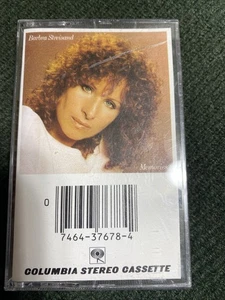 Barbra Streisand
Memories
0
7464-37678-4
COLUMBIA STEREO CASSETTE